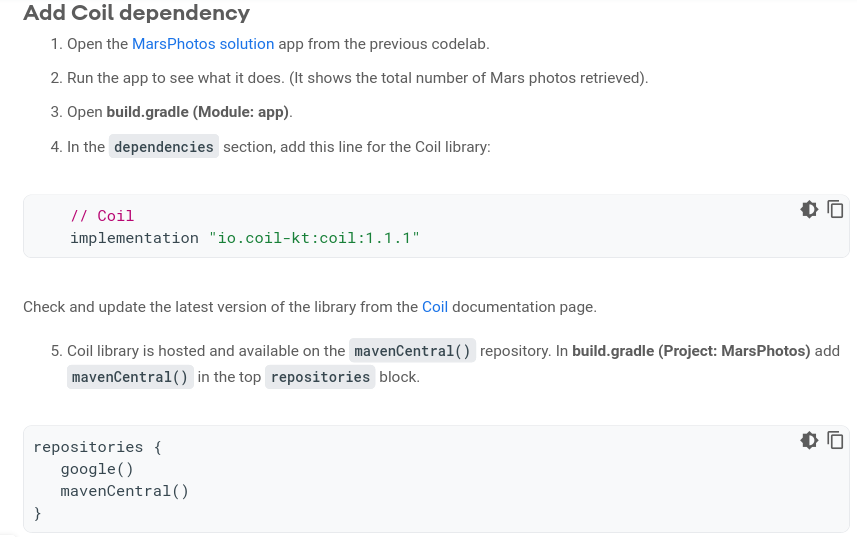 Add Coil dependency
1. Open the MarsPhotos solution app from the previous codelab.
2. Run the app to see what it does. (It shows the total number of Mars photos retrieved).
3. Open build.gradle (Module: app).
4. In the dependencies section, add this line for the Coil library:
// Coil
implementation "io.coil-kt:coil:1.1.1"
Check and update the latest version of the library from the Coil documentation page.
5. Coil library is hosted and available on the mavenCentral() repository. In build.gradle (Project: MarsPhotos) add
mavenCentral() in the top repositories block.
repositories {
google()
mavenCentral()
}